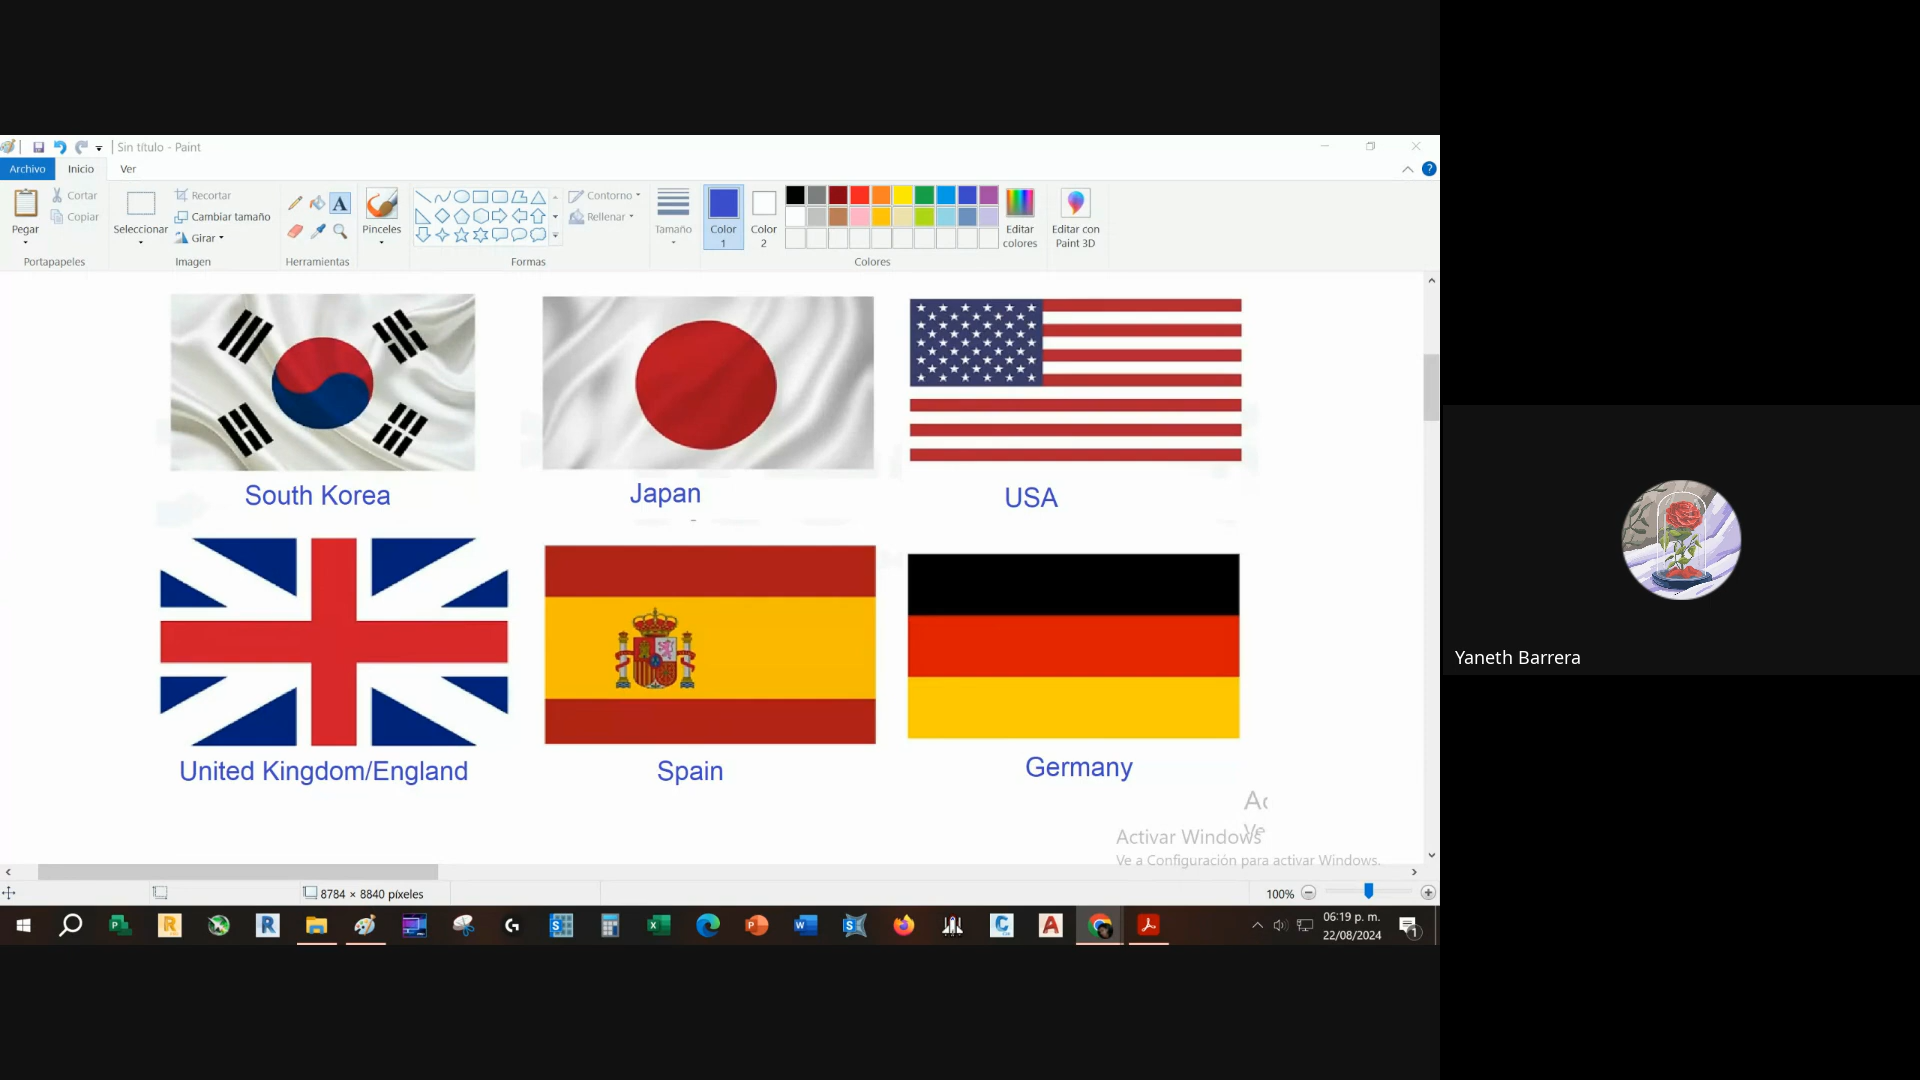 Sin título - Paint
Archivo Inicio Ver
Pegar
Cortar
Copiar
Portapapeles
Seleccionar
Recortar
Cambiar tamaño
Girar
Imagen
A
Herramientas
Pinceles
Contorno
Rellenar
Formas
Tamaño
Color
1
Color
2
Editar
colores
Editar con
Paint 3D
Colores
South Korea
Japan
USA
United Kingdom/England
Spain
Germany
Activar Windows
Ve a Configuración para activar Windows.
8784 × 8840 píxeles
100%
06:19 p. m.
22/08/2024
1
Yaneth Barrera